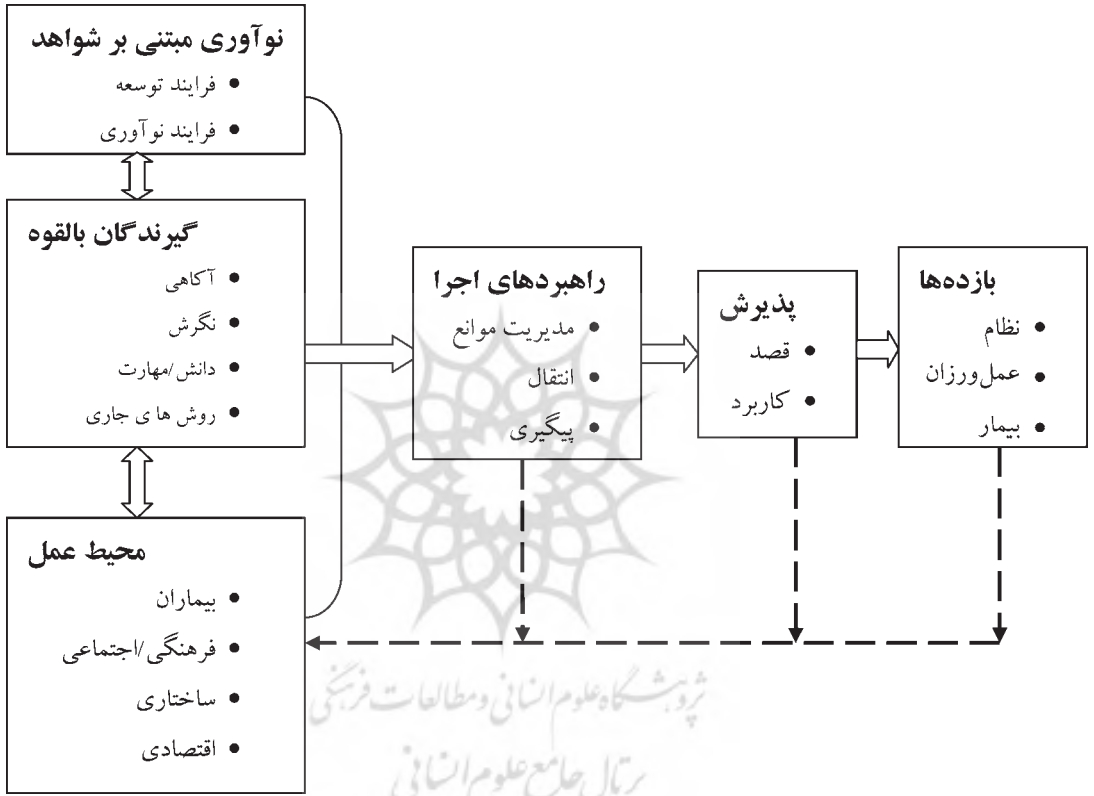 نوآوری مبتنی بر شواهد
• فرایند توسعه
• فرایند نوآوری
گیرندگان بالقوه
• آکاهی
• نگرش
• دانش/مهارت
• روش ها ی جاری
محیط عمل
• بیماران
• فرهنگی/اجتماعی
• ساختاری
• اقتصادی
راهبردهای اجرا
• مدیریت موانع
• انتقال
• پیگیری
پذیرش
• قصد
• کاربرد
بازده‌ها
• نظام
• عمل‌ورزان
• بیمار
پژوهشگاه علوم انسانی و مطالعات فرهنگی
پرتال جامع علوم انسانی